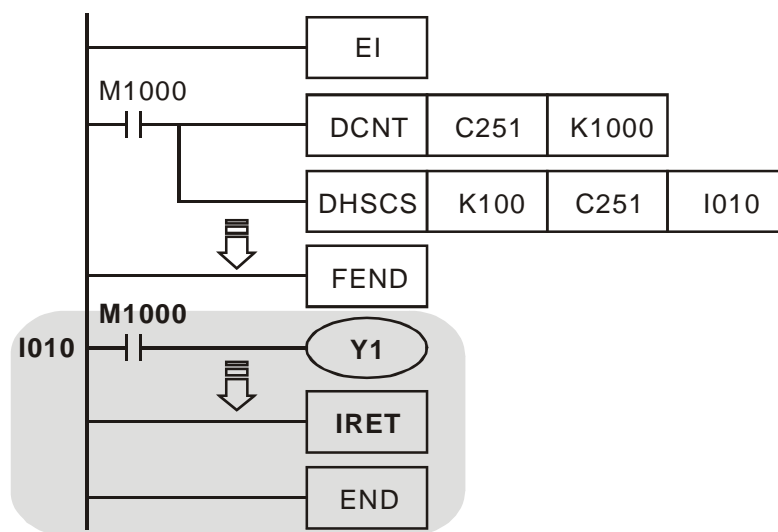 EI
M1000
DCNT C251 K1000
DHSCS K100 C251 I010
FEND
M1000
I010 Y1
IRET
END